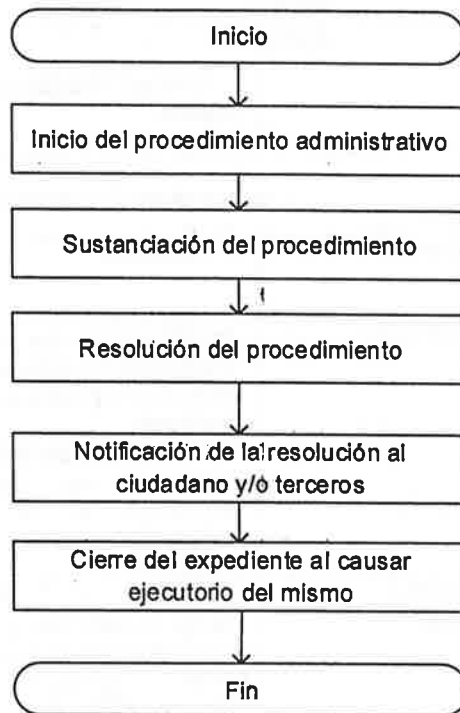 Inicio
Inicio del procedimiento administrativo
Sustanciación del procedimiento
Resolución del procedimiento
Notificación de la resolución al
ciudadano y/o terceros
Cierre del expediente al causar
ejecutorio del mismo
Fin